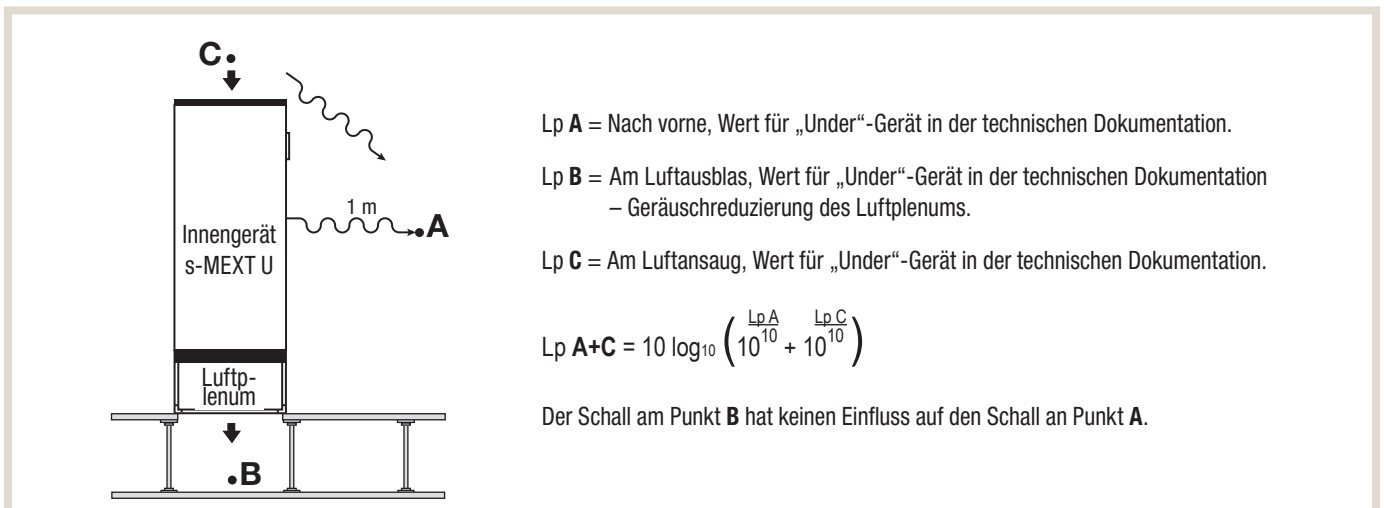 C
Lp A = Nach vorne, Wert für „Under“-Gerät in der technischen Dokumentation.
Lp B = Am Luftausblas, Wert für „Under“-Gerät in der technischen Dokumentation
– Geräuschreduzierung des Luftplenums.
1 m
A
Innengerät
s-MEXT U
Lp C = Am Luftansaug, Wert für „Under“-Gerät in der technischen Dokumentation.
Lp A+C = 10 log₁₀ (10^(Lp A/10) + 10^(Lp C/10))
Luftp-
lenum
Der Schall am Punkt B hat keinen Einfluss auf den Schall an Punkt A.
B